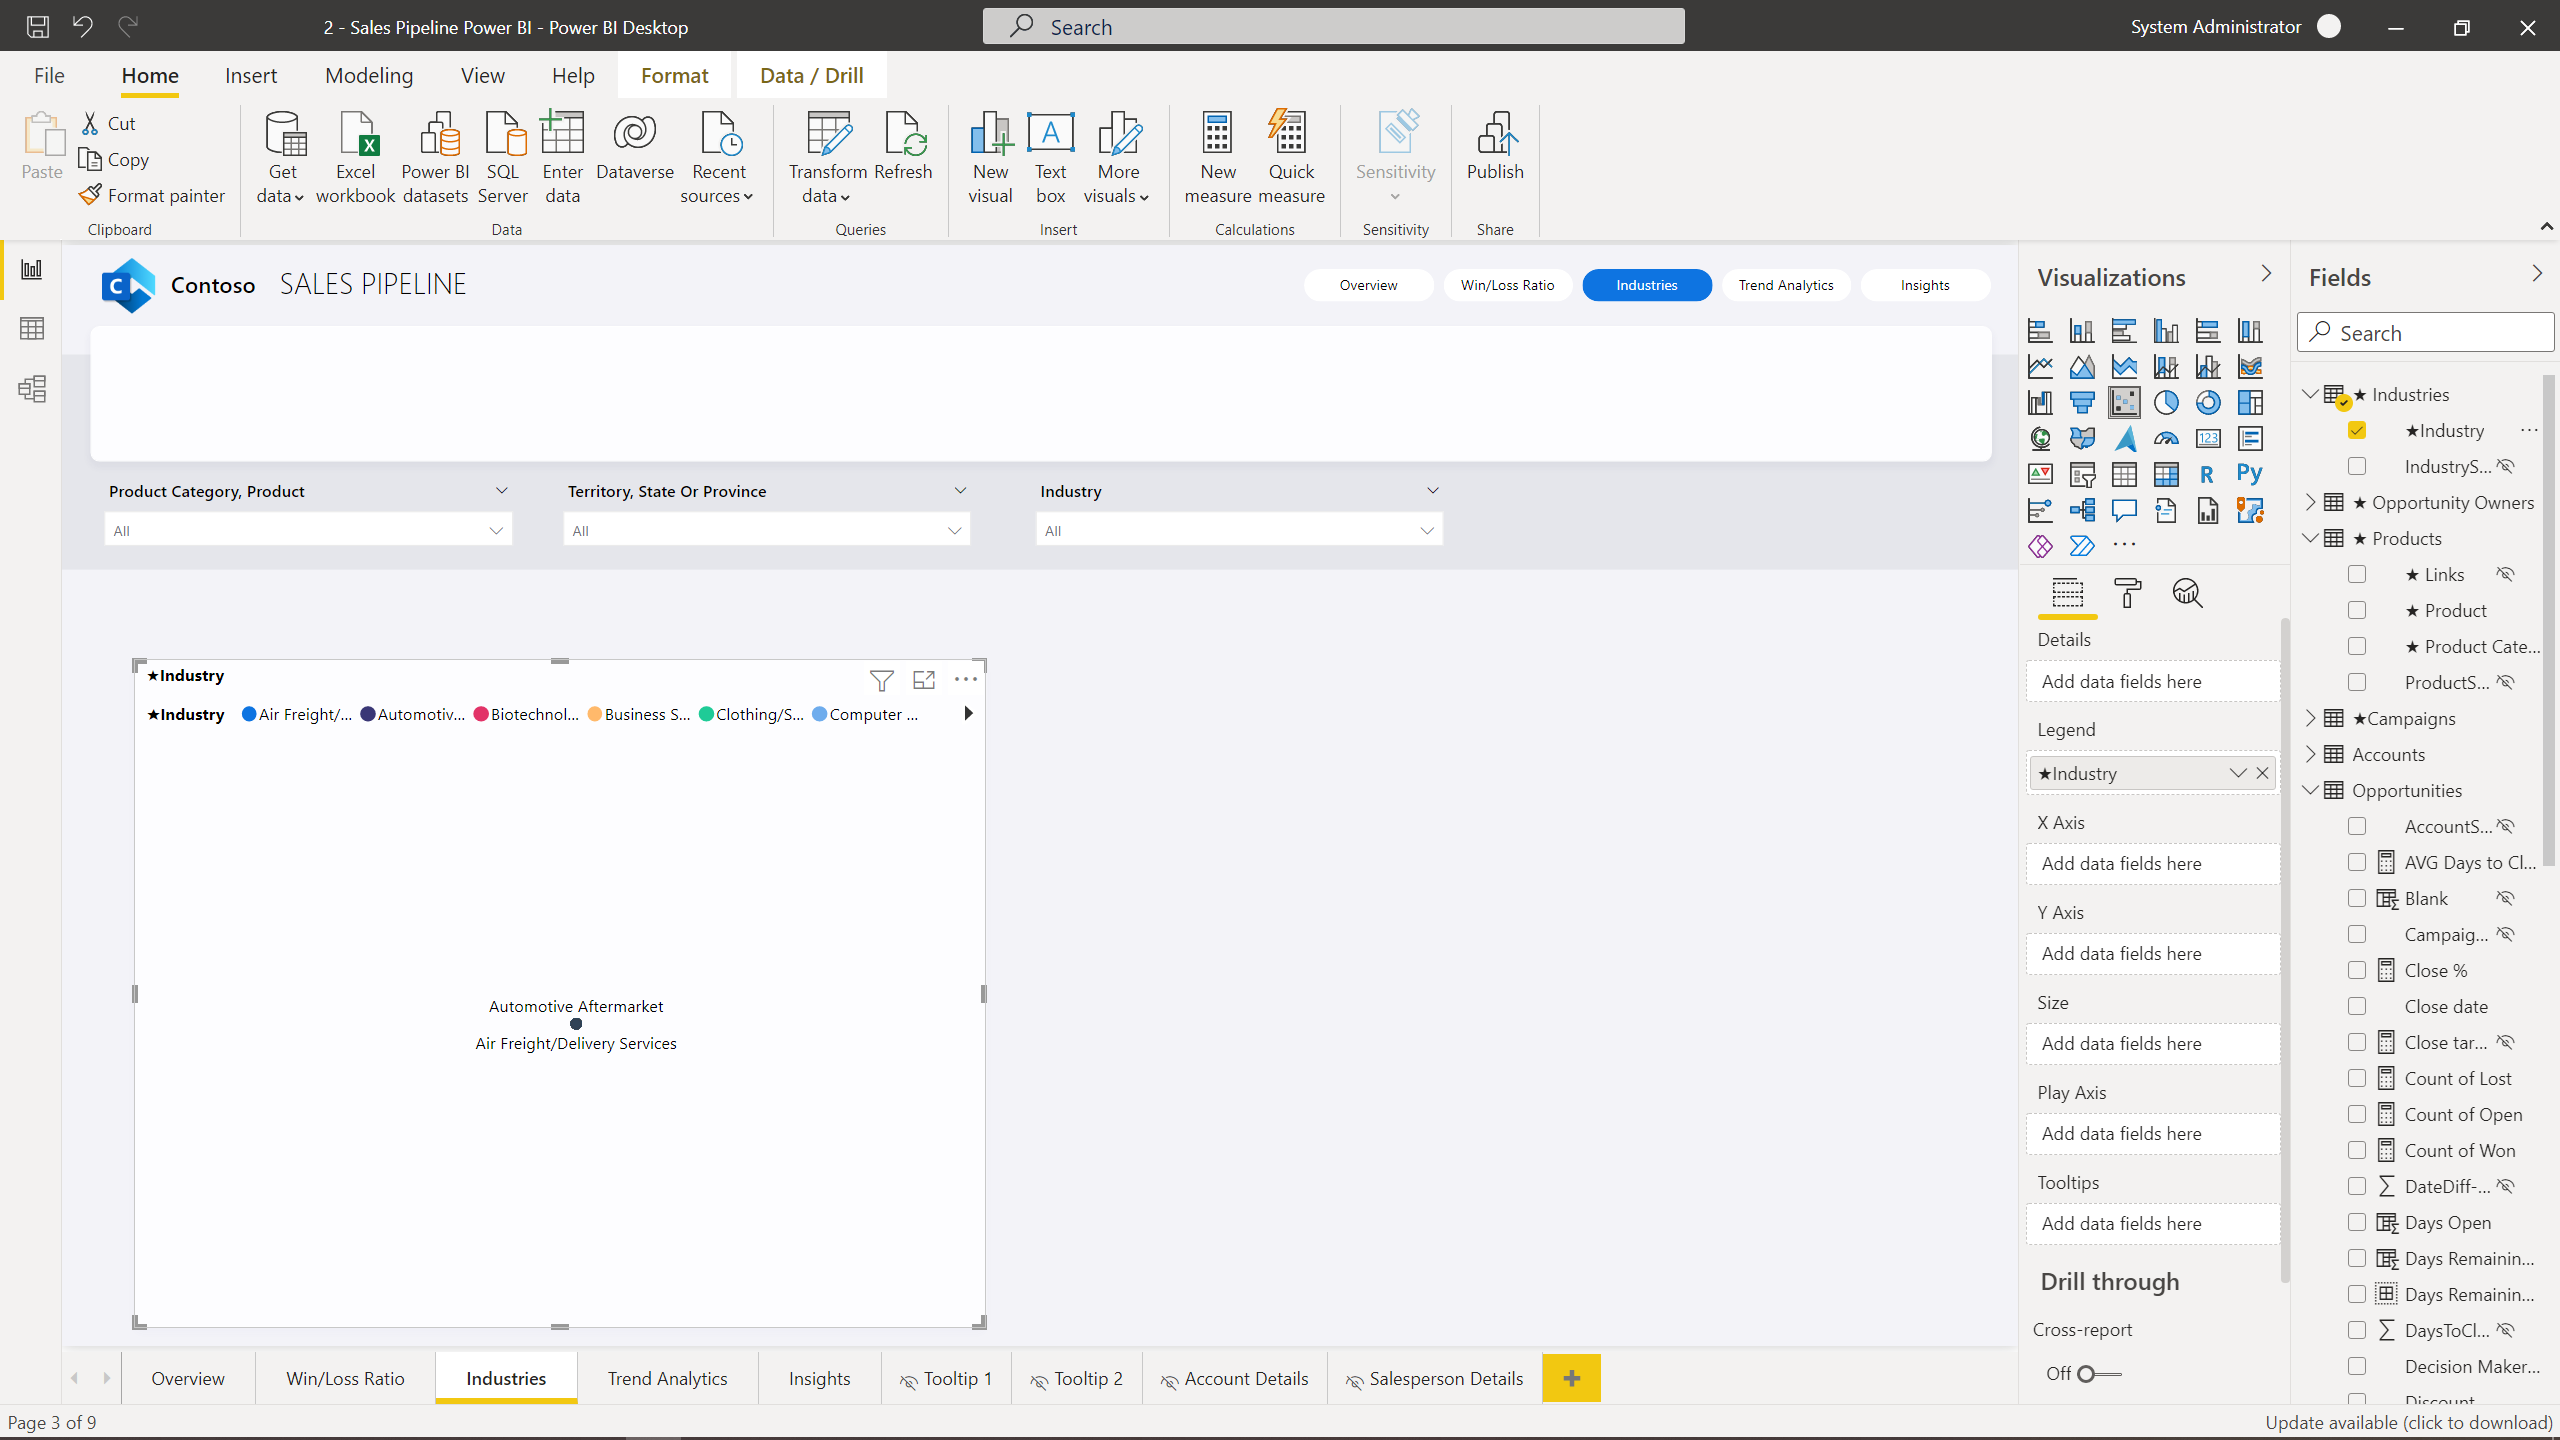 2 - Sales Pipeline Power BI - Power BI Desktop
Search
System Administrator
File
Home
Insert
Modeling
View
Help
Format
Data / Drill
Paste
Cut
Copy
Format painter
Clipboard
Get data
Excel workbook
Power BI datasets
SQL Server
Enter data
Dataverse
Recent sources
Data
Transform data
Refresh
Queries
New visual
Text box
More visuals
Insert
New measure
Quick measure
Calculations
Sensitivity
Sensitivity
Publish
Share
Contoso
SALES PIPELINE
Overview
Win/Loss Ratio
Industries
Trend Analytics
Insights
Product Category, Product
All
Territory, State Or Province
All
Industry
All
★Industry
★Industry
Air Freight/...
Automotiv...
Biotechnol...
Business S...
Clothing/S...
Computer ...
Automotive Aftermarket
Air Freight/Delivery Services
Visualizations
R
Py
123
Details
Add data fields here
Legend
★Industry
X Axis
Add data fields here
Y Axis
Add data fields here
Size
Add data fields here
Play Axis
Add data fields here
Tooltips
Add data fields here
Drill through
Cross-report
Off
Fields
Search
★ Industries
★Industry
IndustryS...
★ Opportunity Owners
★ Products
★ Links
★ Product
★ Product Cate...
ProductS...
★Campaigns
Accounts
Opportunities
AccountS...
AVG Days to Cl...
Blank
Campaig...
Close %
Close date
Close tar...
Count of Lost
Count of Open
Count of Won
DateDiff-...
Days Open
Days Remainin...
Days Remainin...
DaysToCl...
Decision Maker...
Discount
Overview
Win/Loss Ratio
Industries
Trend Analytics
Insights
Tooltip 1
Tooltip 2
Account Details
Salesperson Details
Page 3 of 9
Update available (click to download)